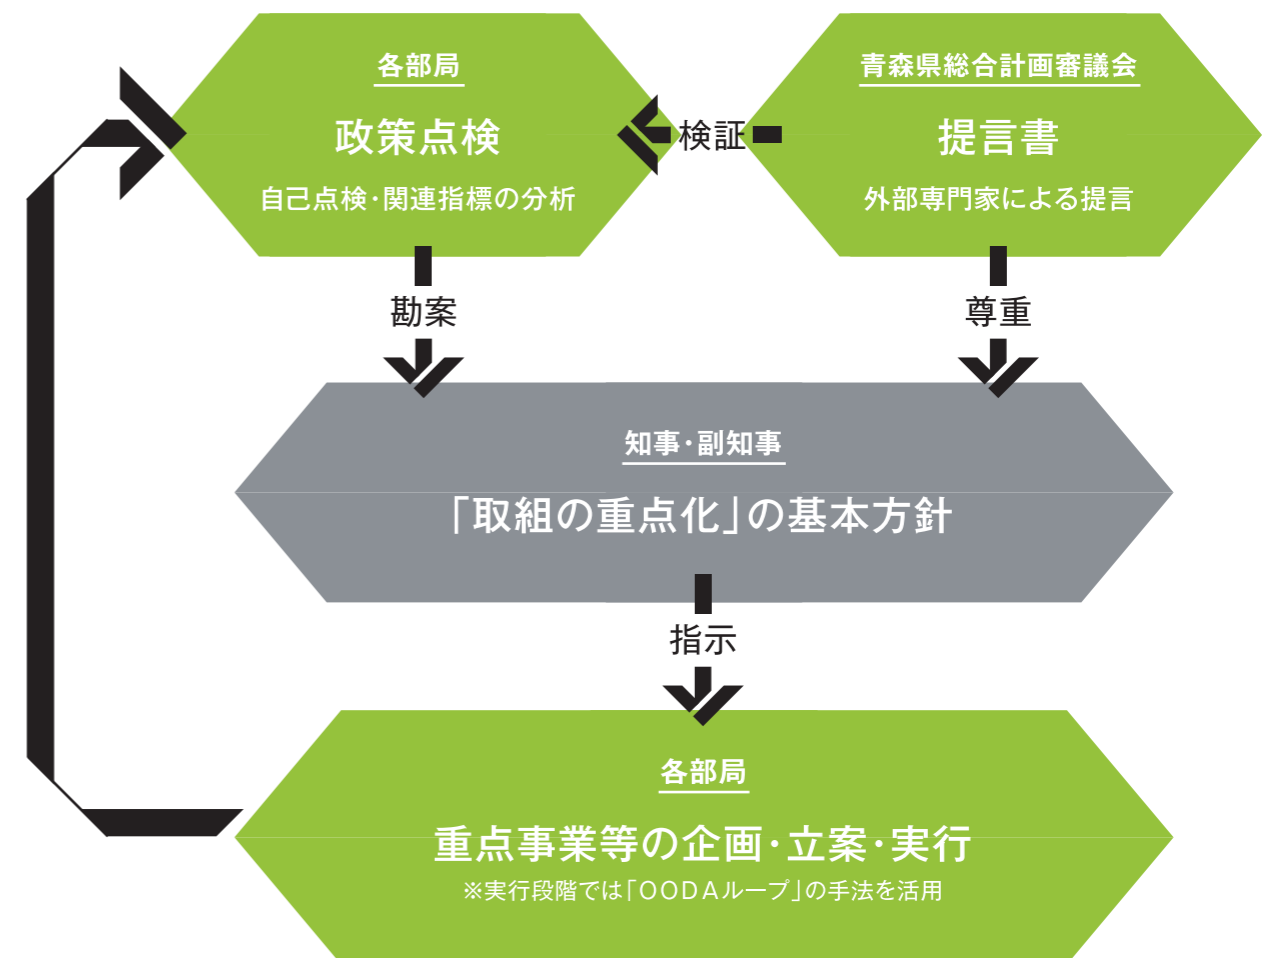 各部局
政策点検
自己点検・関連指標の分析
検証
青森県総合計画審議会
提言書
外部専門家による提言
勘案
尊重
知事・副知事
「取組の重点化」の基本方針
指示
各部局
重点事業等の企画・立案・実行
※実行段階では「OODAループ」の手法を活用